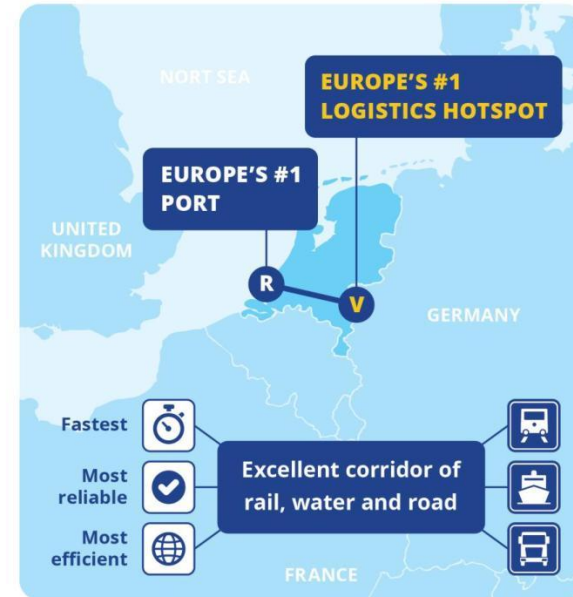 NORT SEA
EUROPE'S #1
LOGISTICS HOTSPOT
EUROPE'S #1
PORT
UNITED
KINGDOM
R
V
GERMANY
Fastest
Most
reliable
Most
efficient
Excellent corridor of
rail, water and road
FRANCE